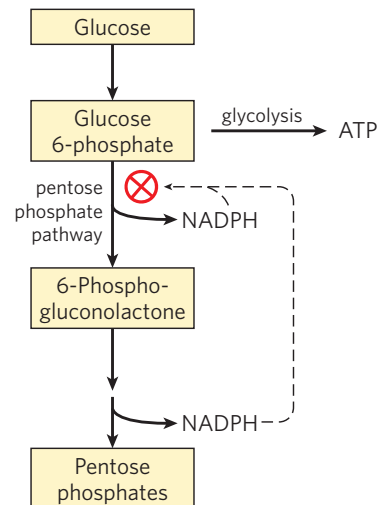 Glucose
Glucose
6-phosphate
glycolysis
ATP
pentose
phosphate
pathway
NADPH
6-Phospho-
gluconolactone
NADPH
Pentose
phosphates